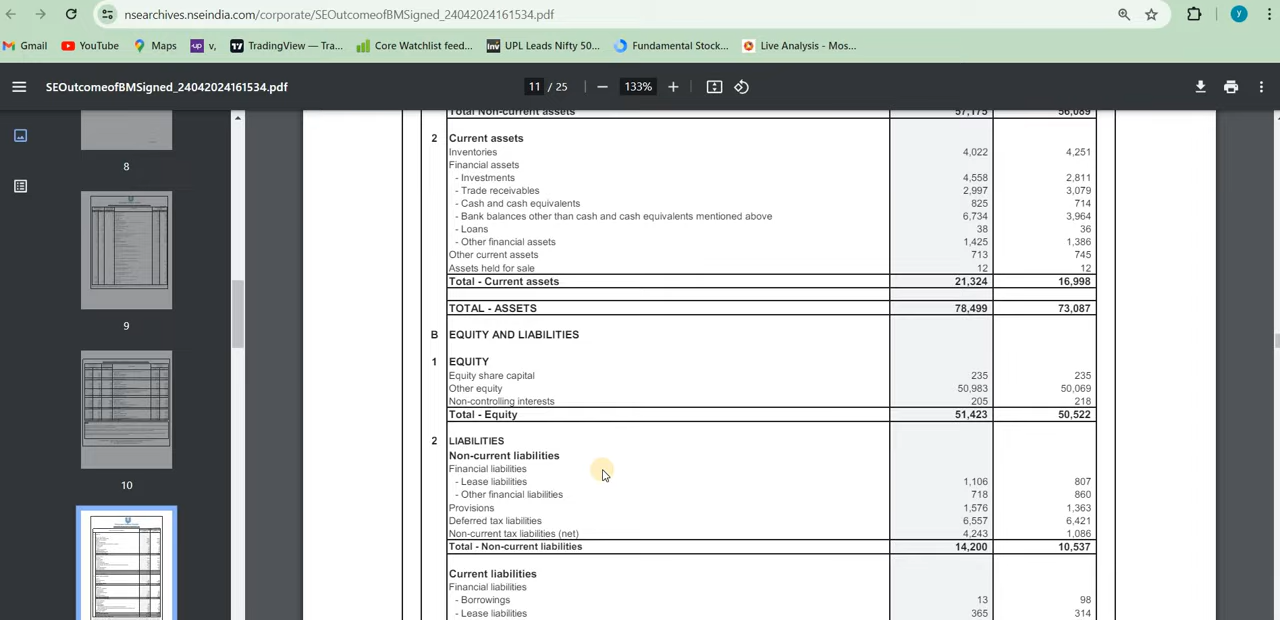 nsearchives.nseindia.com/corporate/SEOutcomeofBMSigned_24042024161534.pdf
y
Gmail YouTube Maps up v, TradingView — Tra... Core Watchlist feed... Inv UPL Leads Nifty 50... Fundamental Stock... Live Analysis - Mos...
SEOutcomeofBMSigned_24042024161534.pdf 11 / 25 133%
8
9
10
Total Non-current assets 57,175 56,089
2 Current assets
Inventories 4,022 4,251
Financial assets
- Investments 4,558 2,811
- Trade receivables 2,997 3,079
- Cash and cash equivalents 825 714
- Bank balances other than cash and cash equivalents mentioned above 6,734 3,964
- Loans 38 36
- Other financial assets 1,425 1,386
Other current assets 713 745
Assets held for sale 12 12
Total - Current assets 21,324 16,998
TOTAL - ASSETS 78,499 73,087
B EQUITY AND LIABILITIES
1 EQUITY
Equity share capital 235 235
Other equity 50,983 50,069
Non-controlling interests 205 218
Total - Equity 51,423 50,522
2 LIABILITIES
Non-current liabilities
Financial liabilities
- Lease liabilities 1,106 807
- Other financial liabilities 718 860
Provisions 1,576 1,363
Deferred tax liabilities 6,557 6,421
Non-current tax liabilities (net) 4,243 1,086
Total - Non-current liabilities 14,200 10,537
Current liabilities
Financial liabilities
- Borrowings 13 98
- Lease liabilities 365 314